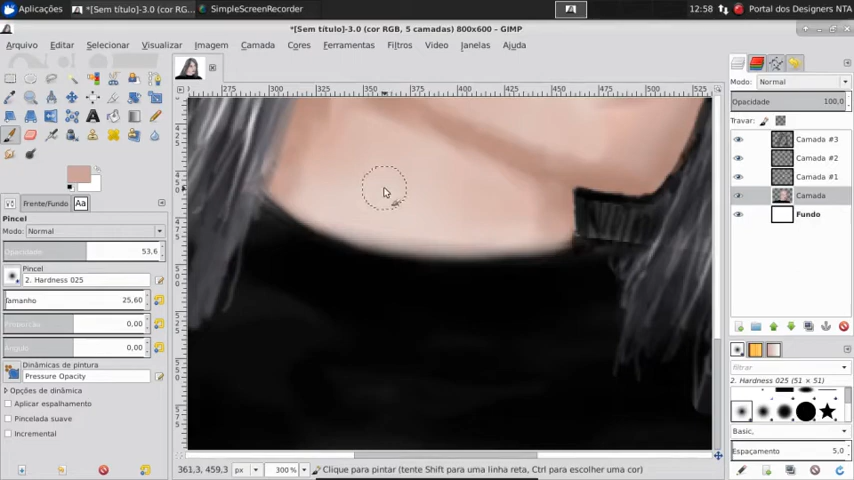 Aplicações
*[Sem título]-3.0 (cor RG...
SimpleScreenRecorder
12:58
Portal dos Designers NTA
*[Sem título]-3.0 (cor RGB, 5 camadas) 800x600 – GIMP
Arquivo Editar Selecionar Visualizar Imagem Camada Cores Ferramentas Filtros Vídeo Janelas Ajuda
275 300 325 350 375 400 425 450 475 500
Modo: Normal
Opacidade 100,0
Travar:
Camada #3
Camada #2
Camada #1
Camada
Fundo
Frente/Fundo
Aa
Pincel
Modo: Normal
Opacidade 53,6
Pincel
2. Hardness 025
Tamanho 25,60
Proporção 0,00
Ângulo 0,00
Dinâmicas de pintura
Pressure Opacity
Opções de dinâmica
Aplicar espalhamento
Pincelada suave
Incremental
filtrar
2. Hardness 025 (51 × 51)
Basic,
Espaçamento 5,0
361,3, 459,3 px 300% Clique para pintar (tente Shift para uma linha reta, Ctrl para escolher uma cor)